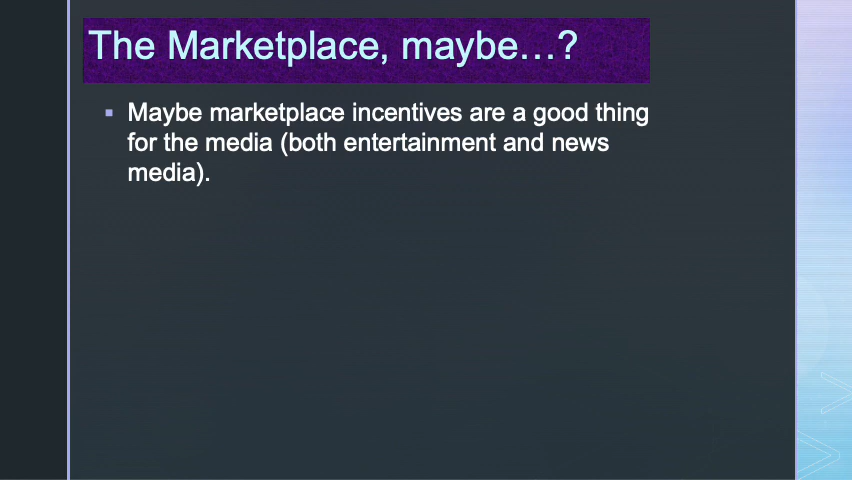 The Marketplace, maybe…?
▪ Maybe marketplace incentives are a good thing
for the media (both entertainment and news
media).